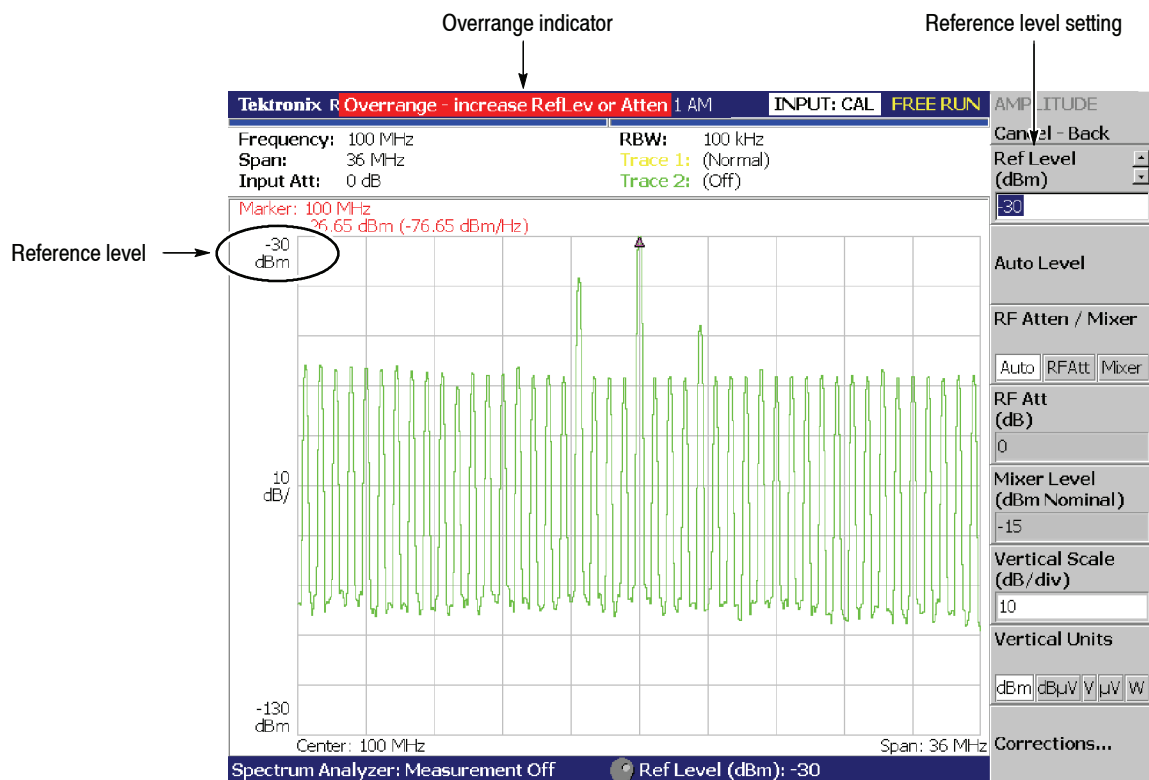 Overrange indicator
Reference level setting
Tektronix R Overrange - increase RefLev or Atten 1 AM INPUT: CAL FREE RUN
AMPLITUDE
Cancel - Back
Frequency: 100 MHz RBW: 100 kHz
Span: 36 MHz Trace 1: (Normal)
Input Att: 0 dB Trace 2: (Off)
Marker: 100 MHz
26.65 dBm (-76.65 dBm/Hz)
Reference level
-30
dBm
10
dB/
-130
dBm
Center: 100 MHz Span: 36 MHz
Spectrum Analyzer: Measurement Off Ref Level (dBm): -30
Ref Level
(dBm)
-30
Auto Level
RF Atten / Mixer
Auto RFAtt Mixer
RF Att
(dB)
0
Mixer Level
(dBm Nominal)
-15
Vertical Scale
(dB/div)
10
Vertical Units
dBm dBµV V µV W
Corrections...